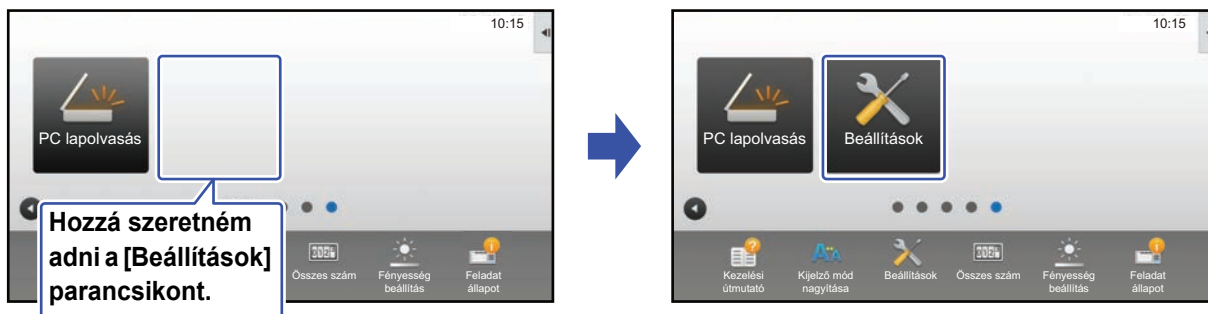 10:15
PC lapolvasás
Hozzá szeretném
adni a [Beállítások]
parancsikont.
Összes szám
Fényesség
beállítás
Feladat
állapot
10:15
PC lapolvasás
Beállítások
Kezelési
útmutató
Kijelző mód
nagyítása
Beállítások
Összes szám
Fényesség
beállítás
Feladat
állapot